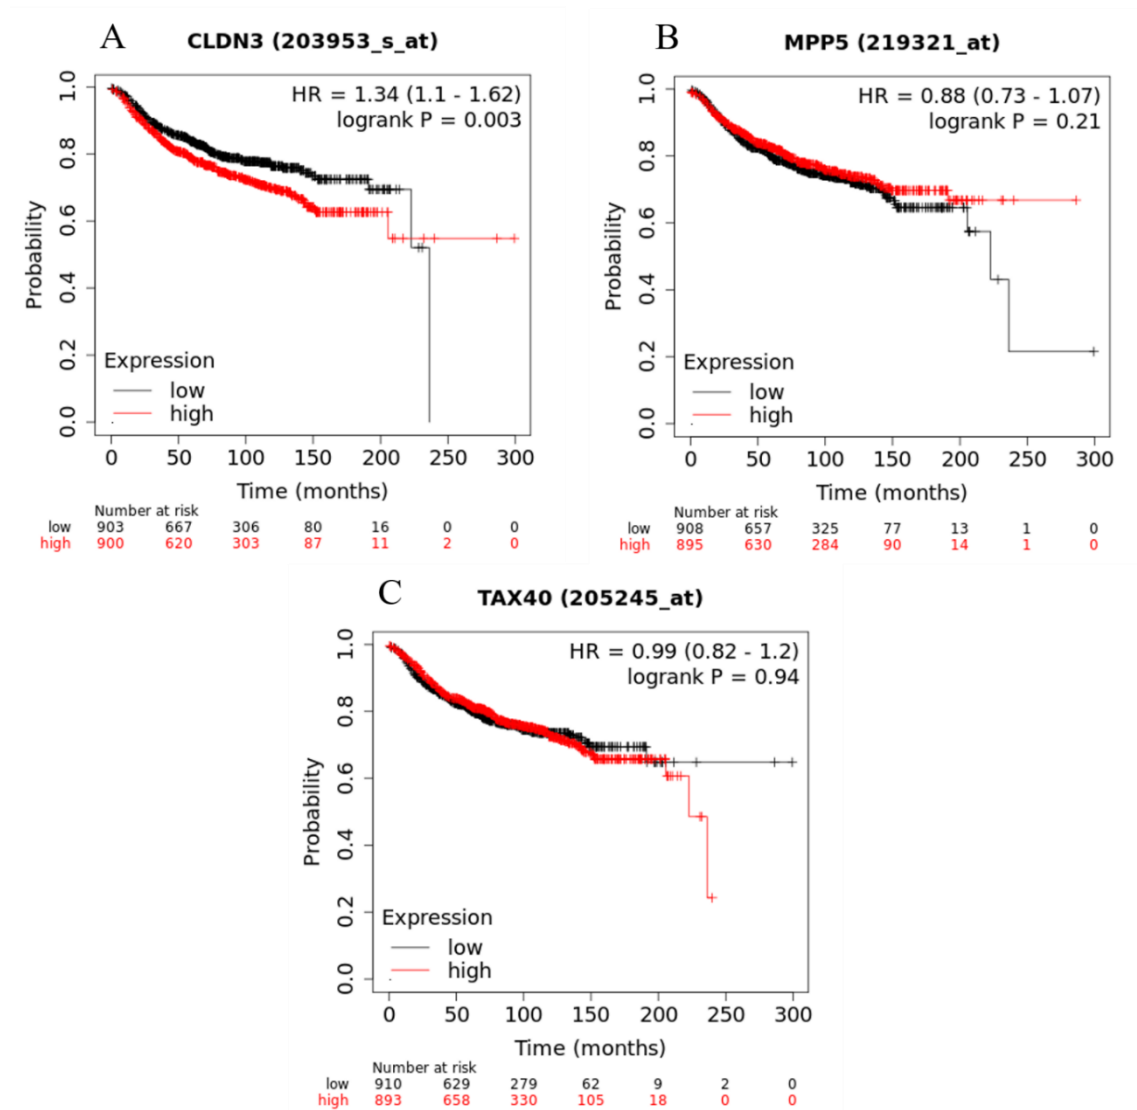 A
CLDN3 (203953_s_at)
HR = 1.34 (1.1 - 1.62)
logrank P = 0.003
Probability
1.0
0.8
0.6
0.4
0.2
0.0
Expression
low
high
0 50 100 150 200 250 300
Time (months)
Number at risk
low 903 667 306 80 16 0 0
high 900 620 303 87 11 2 0
B
MPP5 (219321_at)
HR = 0.88 (0.73 - 1.07)
logrank P = 0.21
Probability
1.0
0.8
0.6
0.4
0.2
0.0
Expression
low
high
0 50 100 150 200 250 300
Time (months)
Number at risk
low 908 657 325 77 13 1 0
high 895 630 284 90 14 1 0
C
TAX40 (205245_at)
HR = 0.99 (0.82 - 1.2)
logrank P = 0.94
Probability
1.0
0.8
0.6
0.4
0.2
0.0
Expression
low
high
0 50 100 150 200 250 300
Time (months)
Number at risk
low 910 629 279 62 9 2 0
high 893 658 330 105 18 0 0